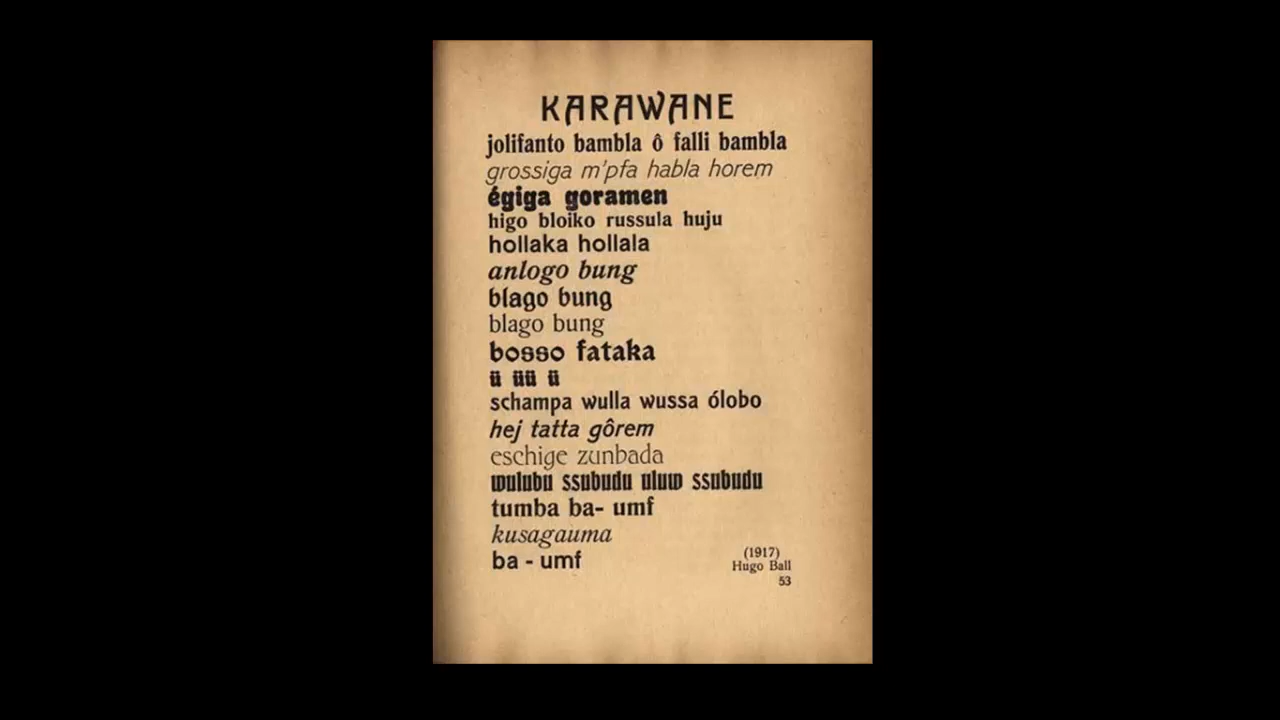 KARAWANE
jolifanto bambla ô falli bambla
grossiga m'pfa habla horem
égiga goramen
higo bloiko russula huju
hollaka hollala
anlogo bung
blago bung
blago bung
bosso fataka
ü üü ü
schampa wulla wussa ólobo
hej tatta gôrem
eschige zunbada
wulubu ssubudu uluw ssubudu
tumba ba- umf
kusagauma
ba - umf
(1917)
Hugo Ball
53